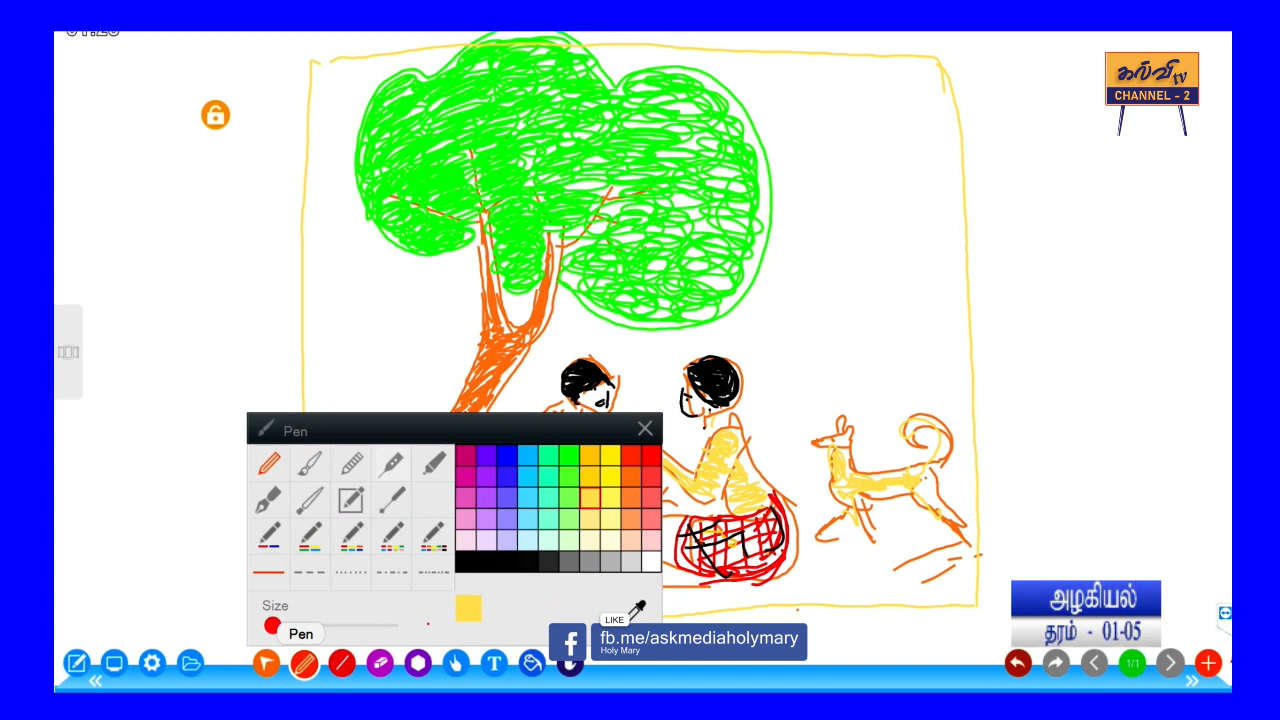 கல்வி tv
CHANNEL - 2
Pen
Size
Pen
LIKE
fb.me/askmediaholymary
Holy Mary
அழகியல்
தரம் - 01-05
T
1/1